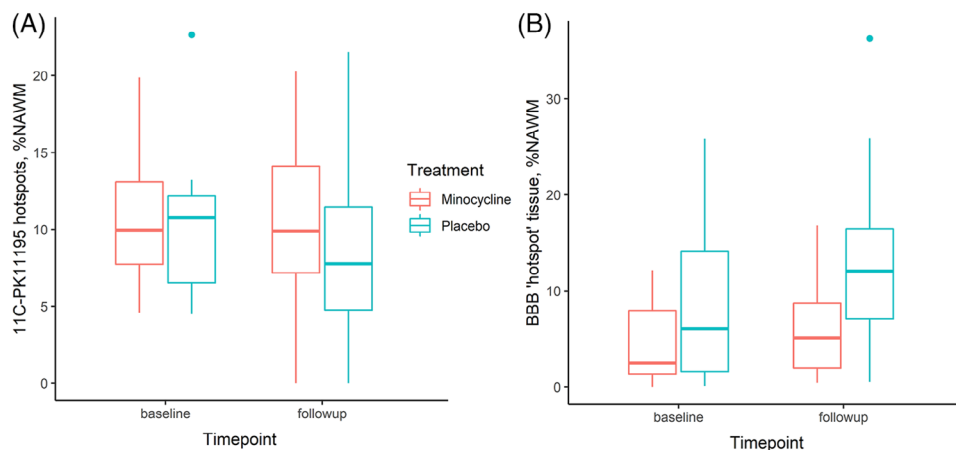 (A)
11C-PK11195 hotspots, %NAWM
20
15
10
5
0
baseline
followup
Timepoint
Treatment
Minocycline
Placebo
(B)
BBB 'hotspot' tissue, %NAWM
30
20
10
0
baseline
followup
Timepoint